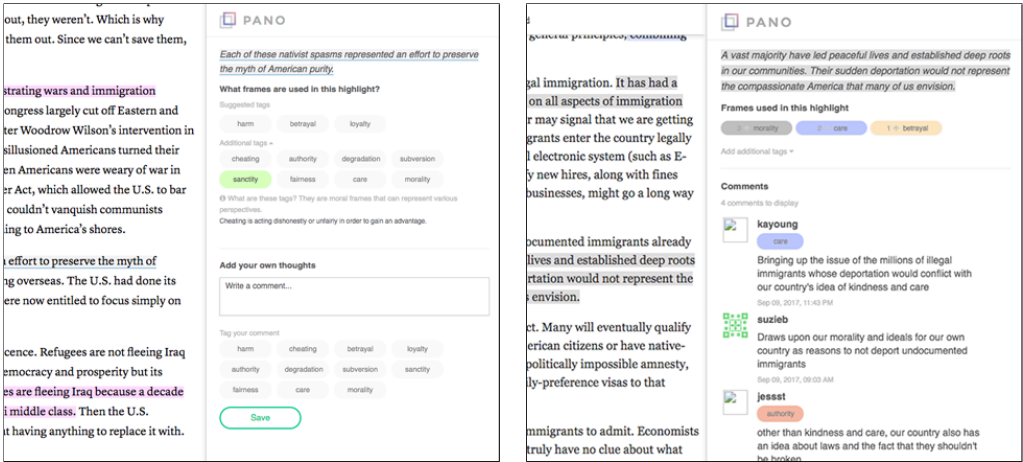 out, they weren't. Which is why
them out. Since we can't save them,
strating wars and immigration
ongress largely cut off Eastern and
ter Woodrow Wilson's intervention in
sillusioned Americans turned their
en Americans were weary of war in
er Act, which allowed the U.S. to bar
couldn't vanquish communists
ning to America's shores.
effort to preserve the myth of
ng overseas. The U.S. had done its
ere now entitled to focus simply on
cence. Refugees are not fleeing Iraq
emocracy and prosperity but its
es are fleeing Iraq because a decade
i middle class. Then the U.S.
t having anything to replace it with.
PANO
Each of these nativist spasms represented an effort to preserve
the myth of American purity.
What frames are used in this highlight?
Suggested tags
harm betrayal loyalty
Additional tags
cheating authority degradation subversion
sanctity fairness care morality
What are these tags? They are moral frames that can represent various
perspectives.
Cheating is acting dishonestly or unfairly in order to gain an advantage.
Add your own thoughts
Write a comment...
Tag your comment
harm cheating betrayal loyalty
authority degradation subversion sanctity
fairness care morality
Save
general principles, combining
gal immigration. It has had a
on all aspects of immigration
r may signal that we are getting
grants enter the country legally
l electronic system (such as E-
fy new hires, along with fines
businesses, might go a long way
ocumented immigrants already
lives and established deep roots
ortation would not represent the
s envision.
ct. Many will eventually qualify
erican citizens or have native-
politically impossible amnesty,
ly-preference visas to that
mmigrants to admit. Economists
truly have no clue about what
PANO
A vast majority have led peaceful lives and established deep roots
in our communities. Their sudden deportation would not represent
the compassionate America that many of us envision.
Frames used in this highlight
morality care 1 betrayal
Add additional tags
Comments
4 comments to display
kayoung
care
Bringing up the issue of the millions of illegal
immigrants whose deportation would conflict with
our country's idea of kindness and care
Sep 09, 2017, 11:43 PM
suzieb
Draws upon our morality and ideals for our own
country as reasons to not deport undocumented
immigrants
Sep 09, 2017, 09:03 AM
jessst
authority
other than kindness and care, our country also has
an idea about laws and the fact that they shouldn't
be broken